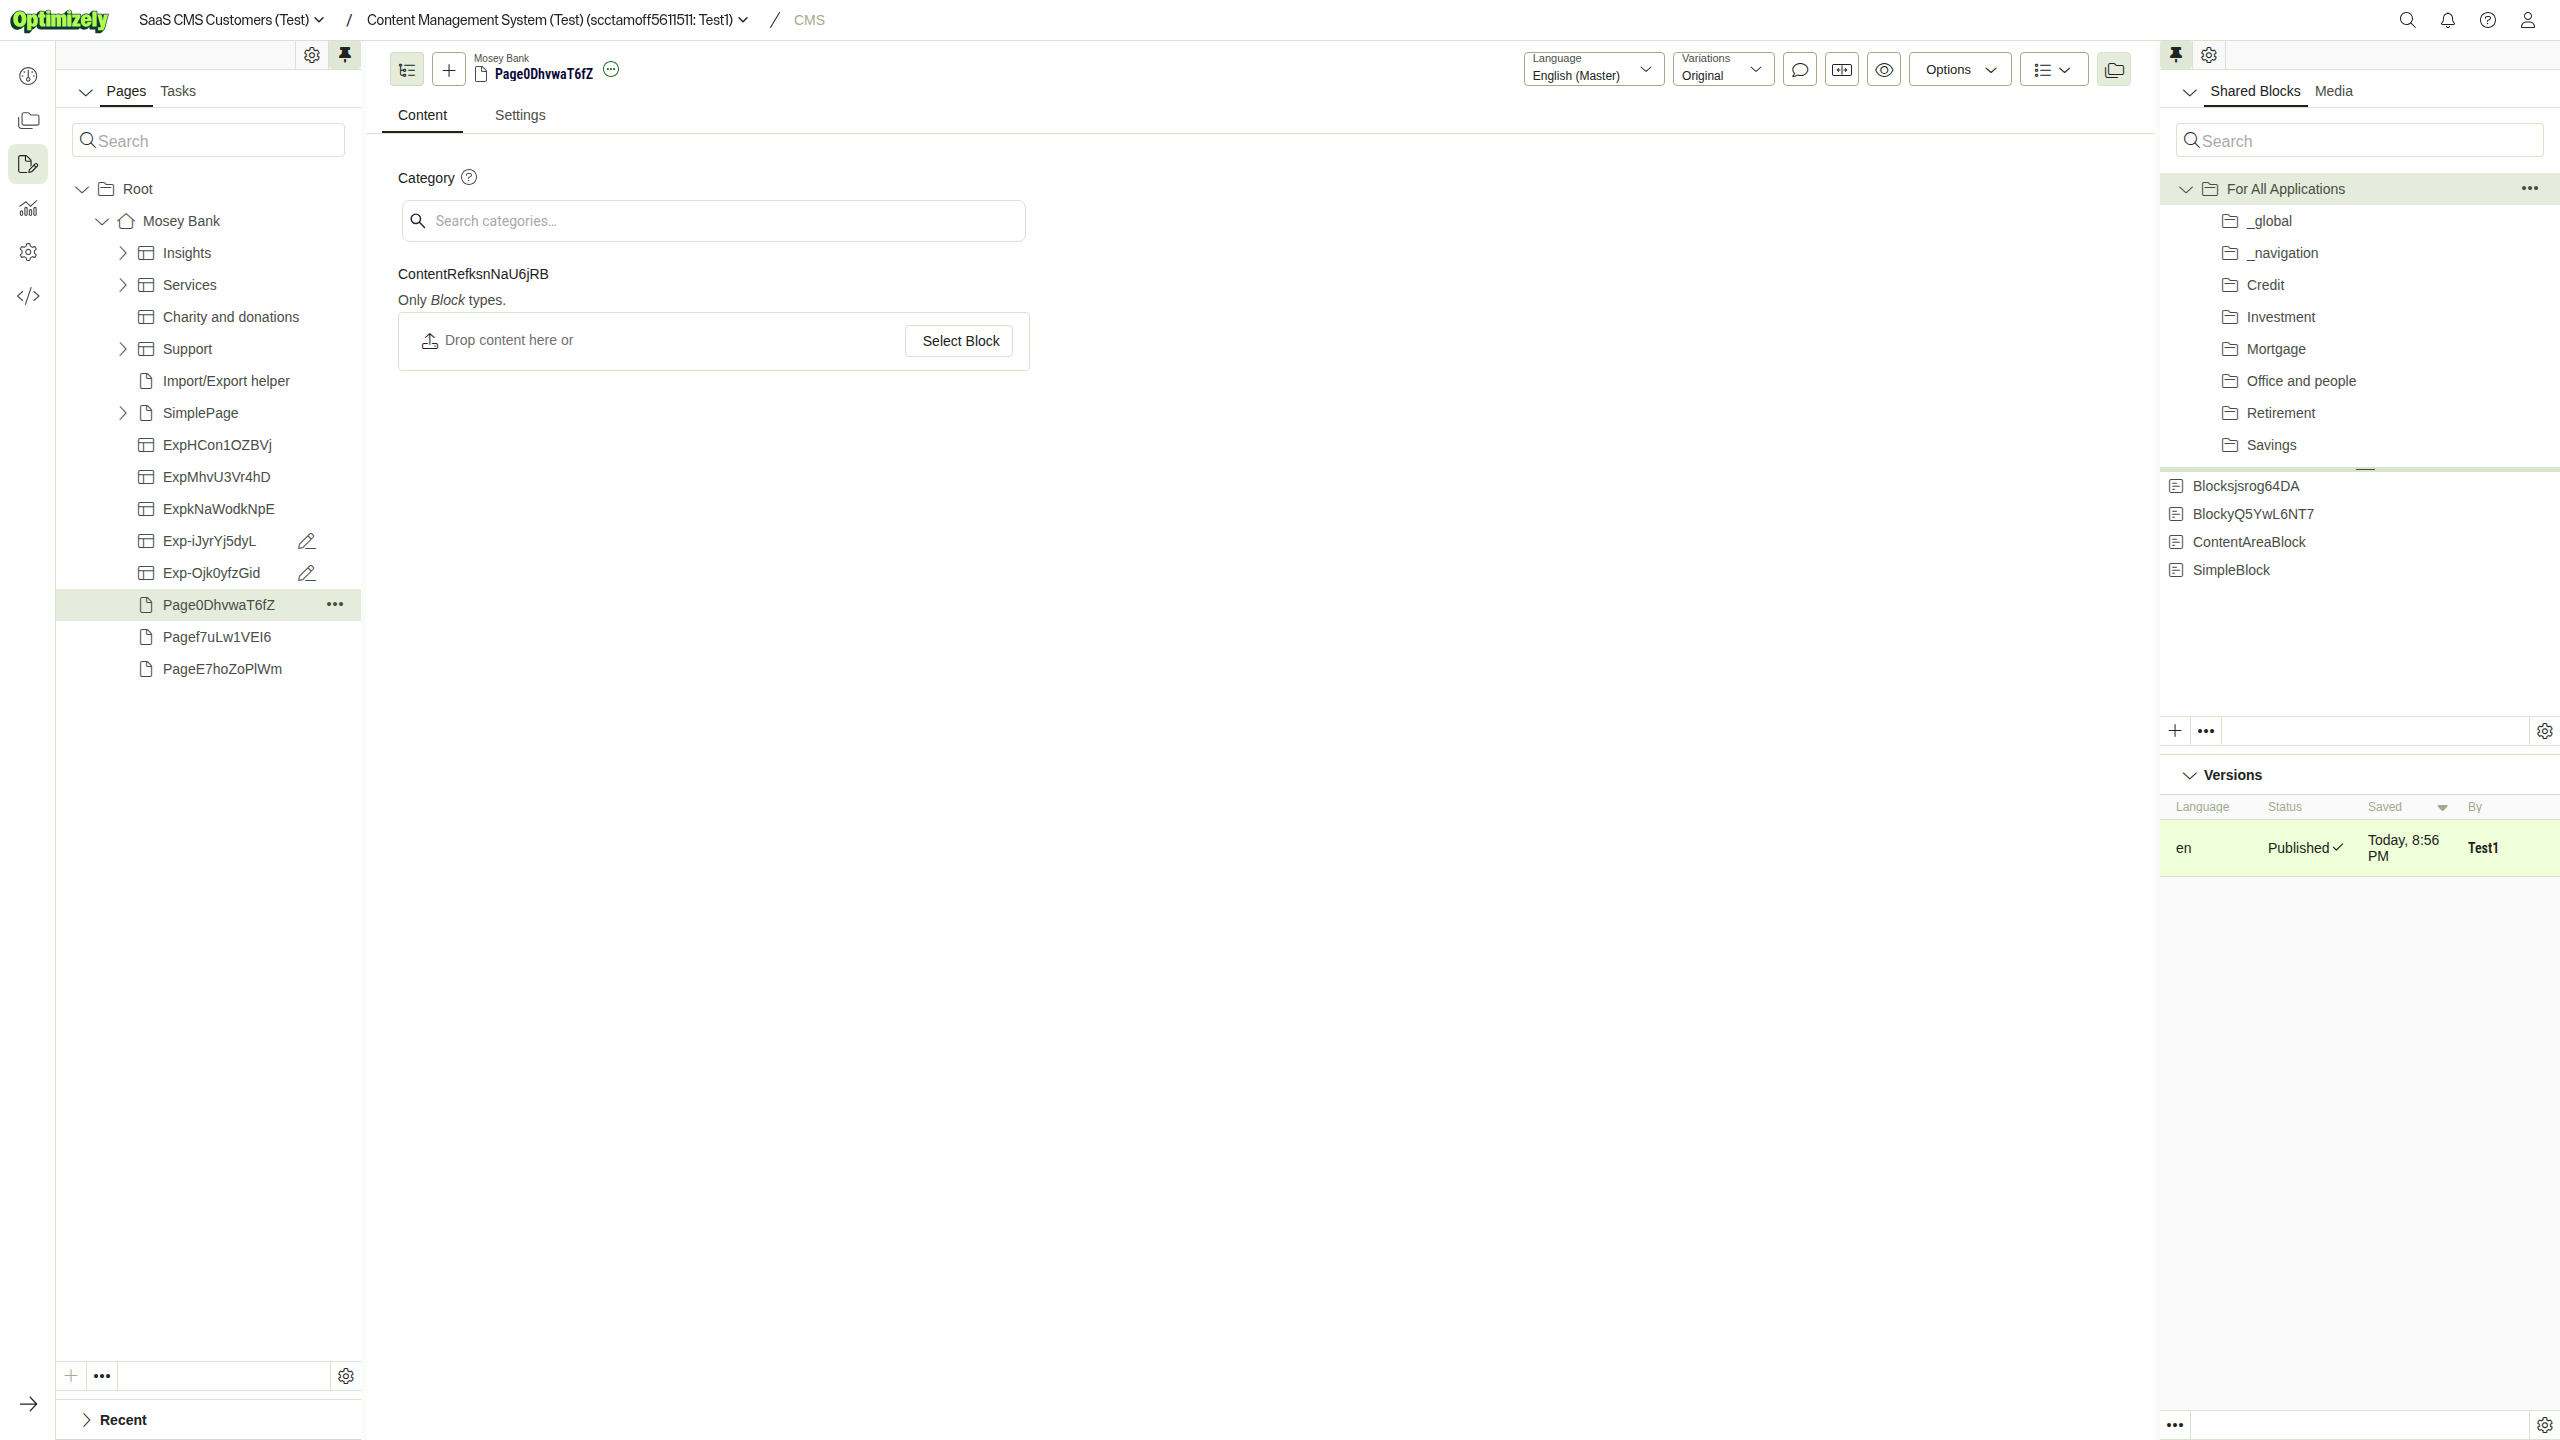 Optimizely
SaaS CMS Customers (Test)
/
Content Management System (Test) (scctamoff5611511: Test1)
/
CMS
Pages
Tasks
Search
Root
Mosey Bank
Insights
Services
Charity and donations
Support
Import/Export helper
SimplePage
ExpHCon1OZBVj
ExpMhvU3Vr4hD
ExpkNaWodkNpE
Exp-iJyrYj5dyL
Exp-Ojk0yfzGid
Page0DhvwaT6fZ
Pagef7uLw1VEI6
PageE7hoZoPlWm
Recent
Mosey Bank
Page0DhvwaT6fZ
Language
English (Master)
Variations
Original
Options
Content
Settings
Category
Search categories...
ContentRefksnNaU6jRB
Only Block types.
Drop content here or
Select Block
Shared Blocks
Media
Search
For All Applications
_global
_navigation
Credit
Investment
Mortgage
Office and people
Retirement
Savings
Blocksjsrog64DA
BlockyQ5YwL6NT7
ContentAreaBlock
SimpleBlock
Versions
Language Status Saved By
en Published Today, 8:56 PM Test1